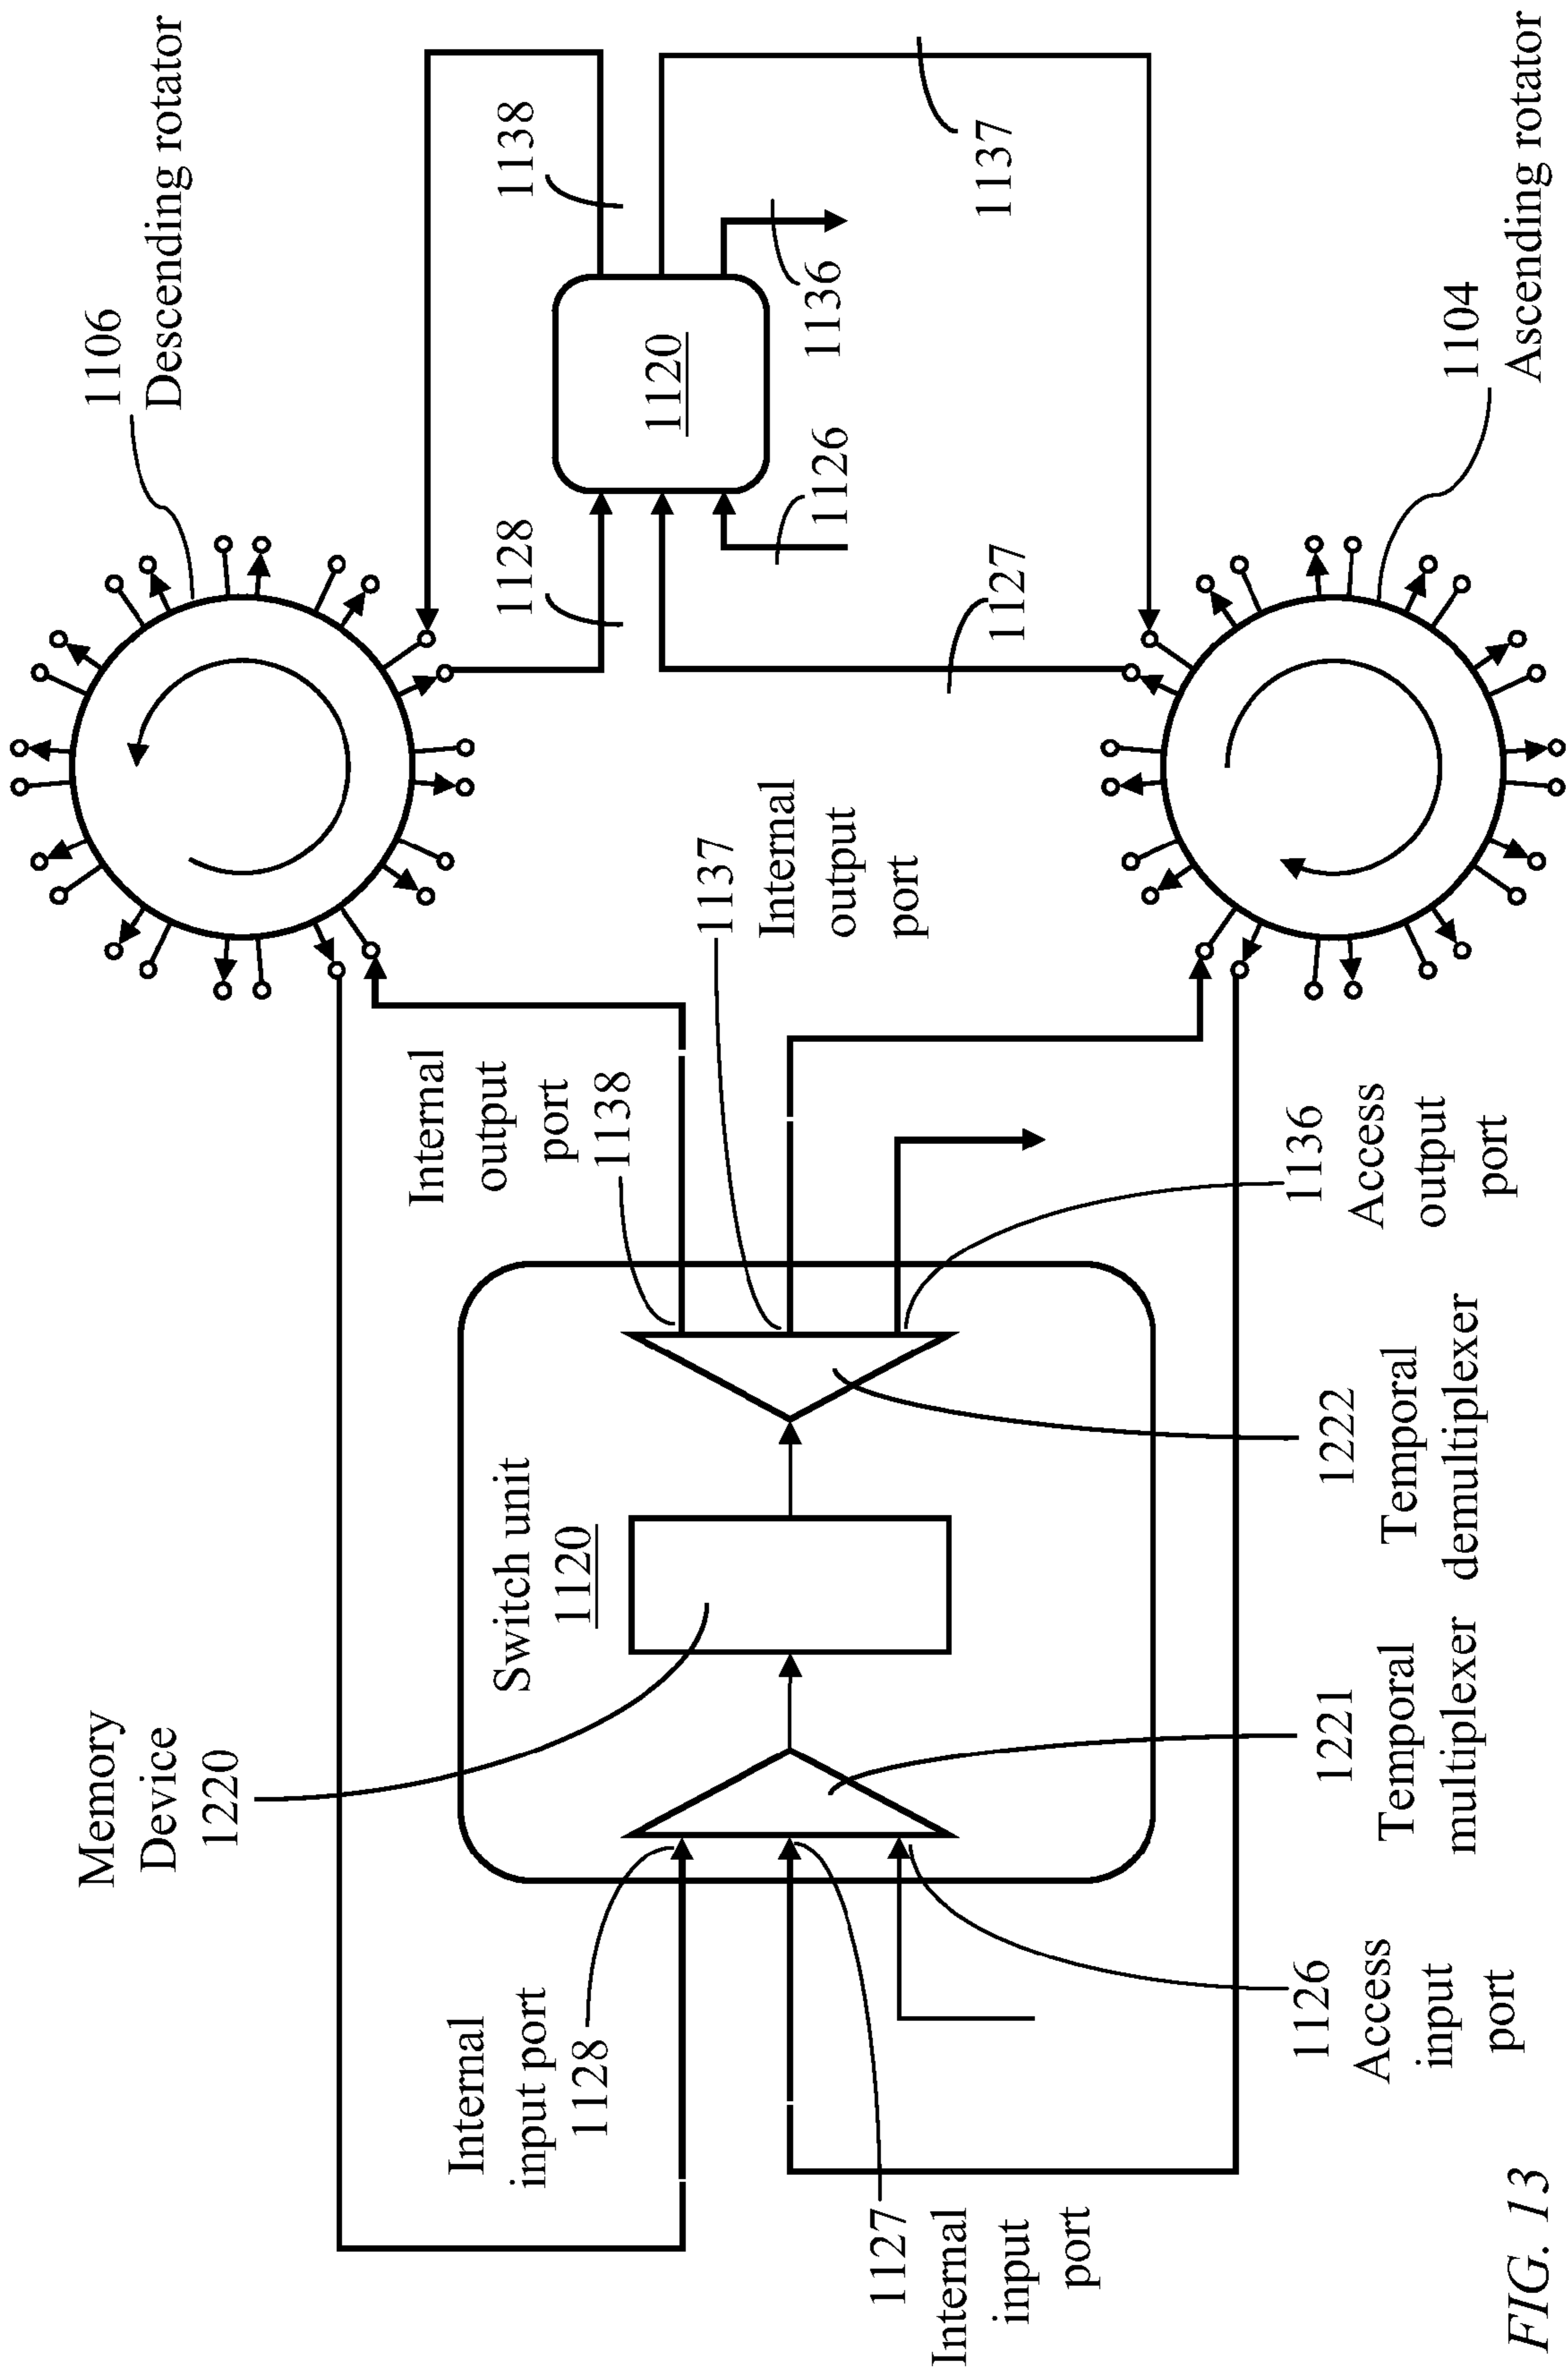 1106
Descending rotator
1138
1128
1120
1136
1126
1137
1127
1104
Ascending rotator
Internal
output
port
1138
1137
Internal
output
port
1136
Access
output
port
Memory
Device
1220
Switch unit
1120
1222
Temporal
demultiplexer
1221
Temporal
multiplexer
Internal
input port
1128
1127
Internal
input
port
1126
Access
input
port
FIG. 13